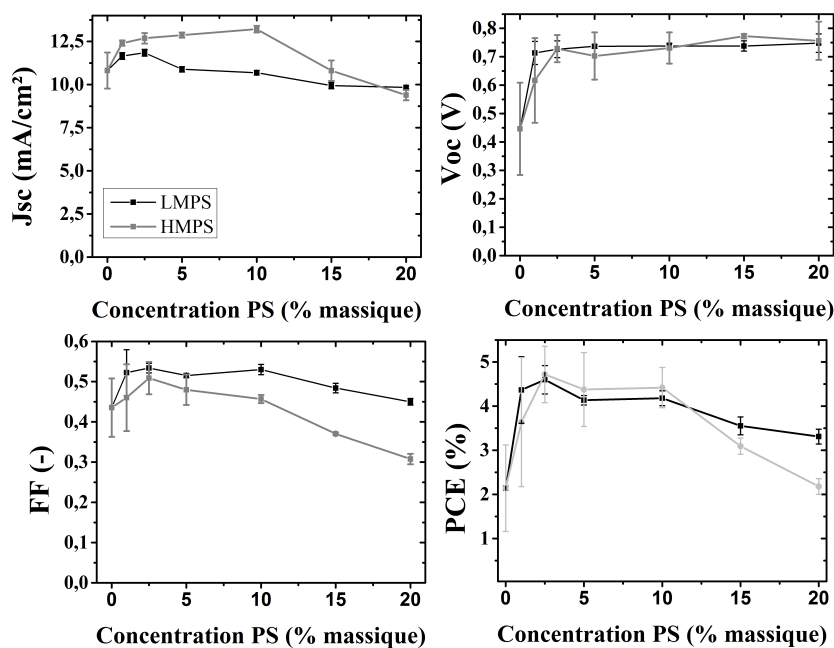 Jsc (mA/cm²)
12,5
10,0
7,5
5,0
2,5
0,0
LMPS
HMPS
0 5 10 15 20
Concentration PS (% massique)
Voc (V)
0,8
0,7
0,6
0,5
0,4
0,3
0,2
0,1
0,0
0 5 10 15 20
Concentration PS (% massique)
FF (-)
0,6
0,5
0,4
0,3
0,2
0,1
0,0
0 5 10 15 20
Concentration PS (% massique)
PCE (%)
5
4
3
2
1
0 5 10 15 20
Concentration PS (% massique)